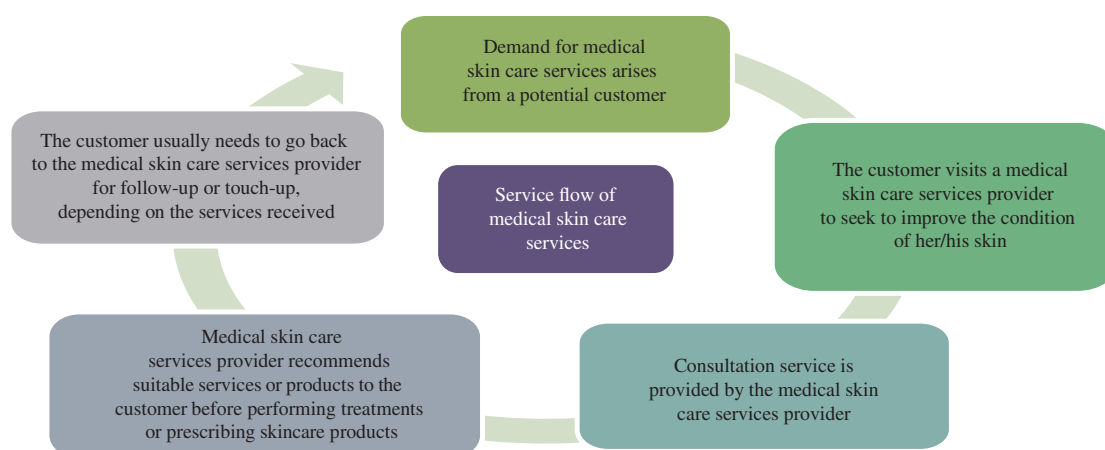 Demand for medical
skin care services arises
from a potential customer
The customer visits a medical
skin care services provider
to seek to improve the condition
of her/his skin
Consultation service is
provided by the medical skin
care services provider
Medical skin care
services provider recommends
suitable services or products to the
customer before performing treatments
or prescribing skincare products
The customer usually needs to go back
to the medical skin care services provider
for follow-up or touch-up,
depending on the services received
Service flow of
medical skin care
services